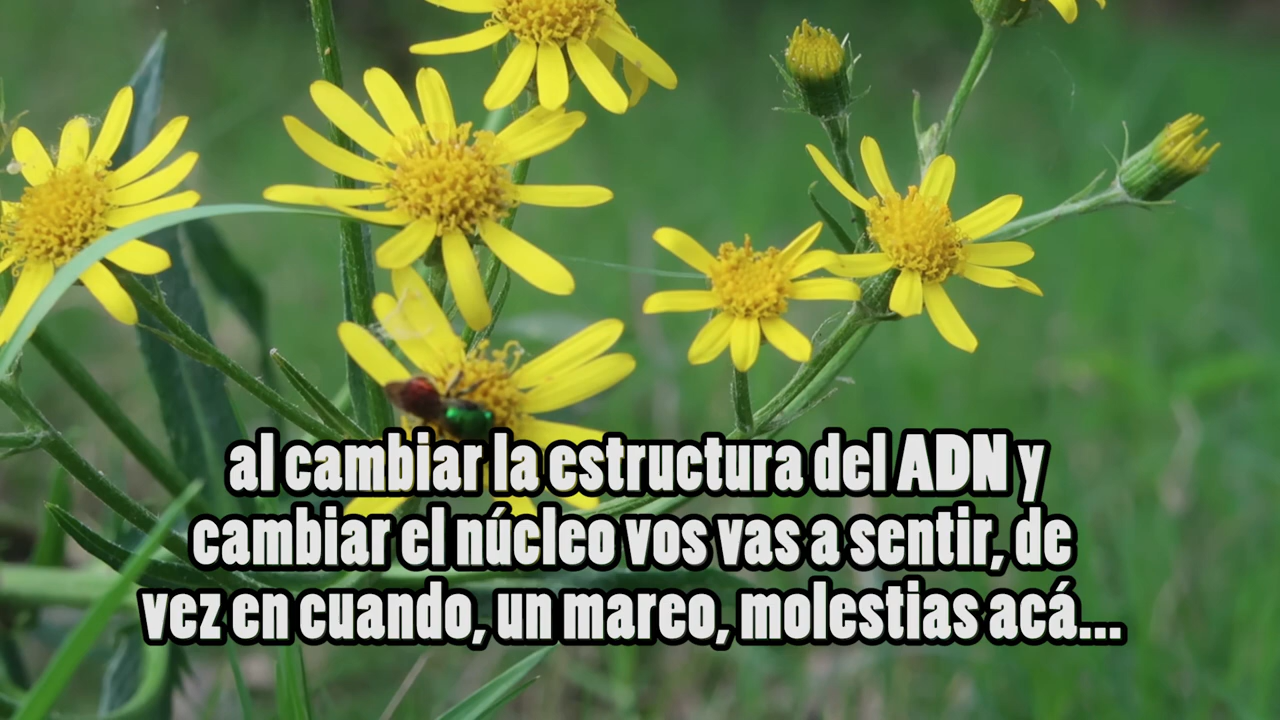 al cambiar la estructura del ADN y
cambiar el núcleo vos vas a sentir, de
vez en cuando, un mareo, molestias acá...